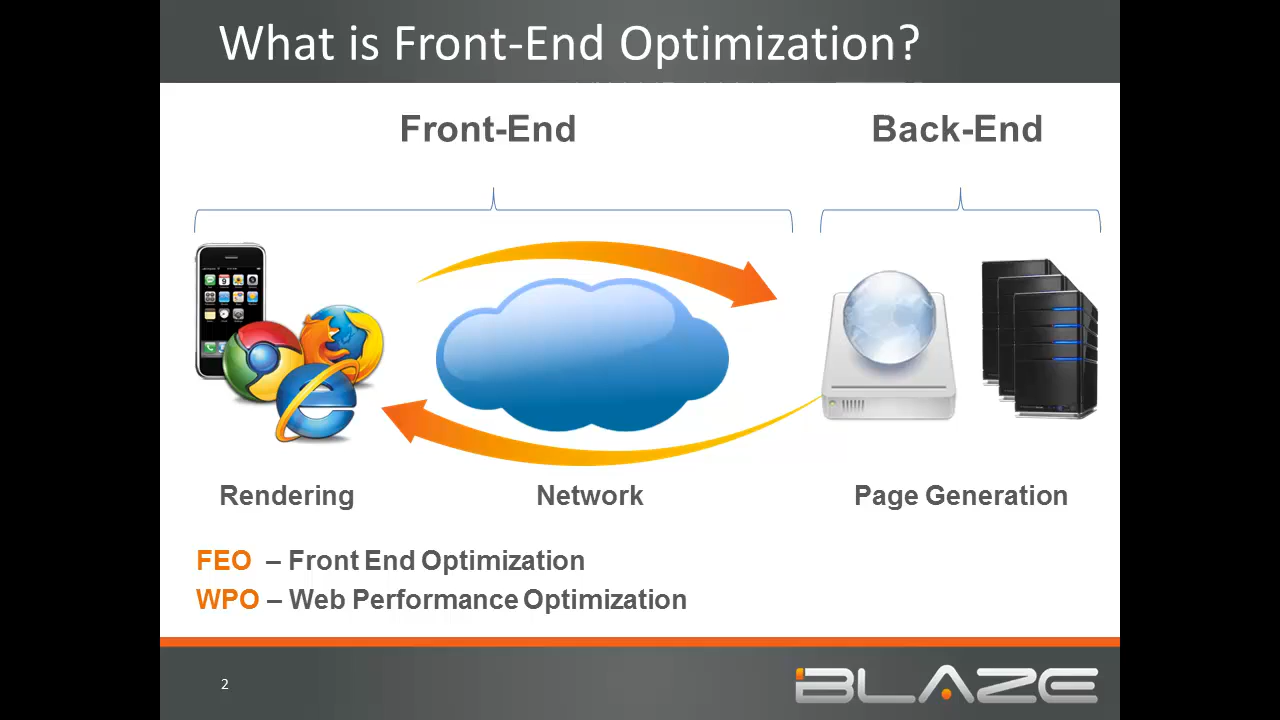 What is Front-End Optimization?
Front-End
Back-End
Rendering
Network
Page Generation
FEO – Front End Optimization
WPO – Web Performance Optimization
2
BLAZE